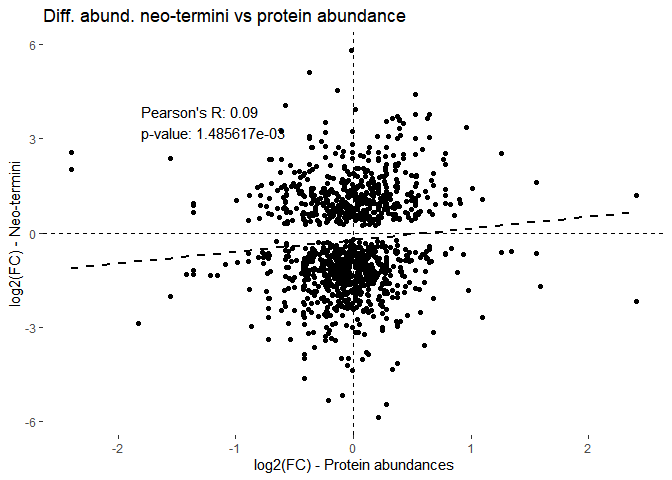 Diff. abund. neo-termini vs protein abundance
6
Pearson's R: 0.09
3
p-value: 1.485617e-03
log2(FC) - Neo-termini
0
-3
-6
-2 -1 0 1 2
log2(FC) - Protein abundances